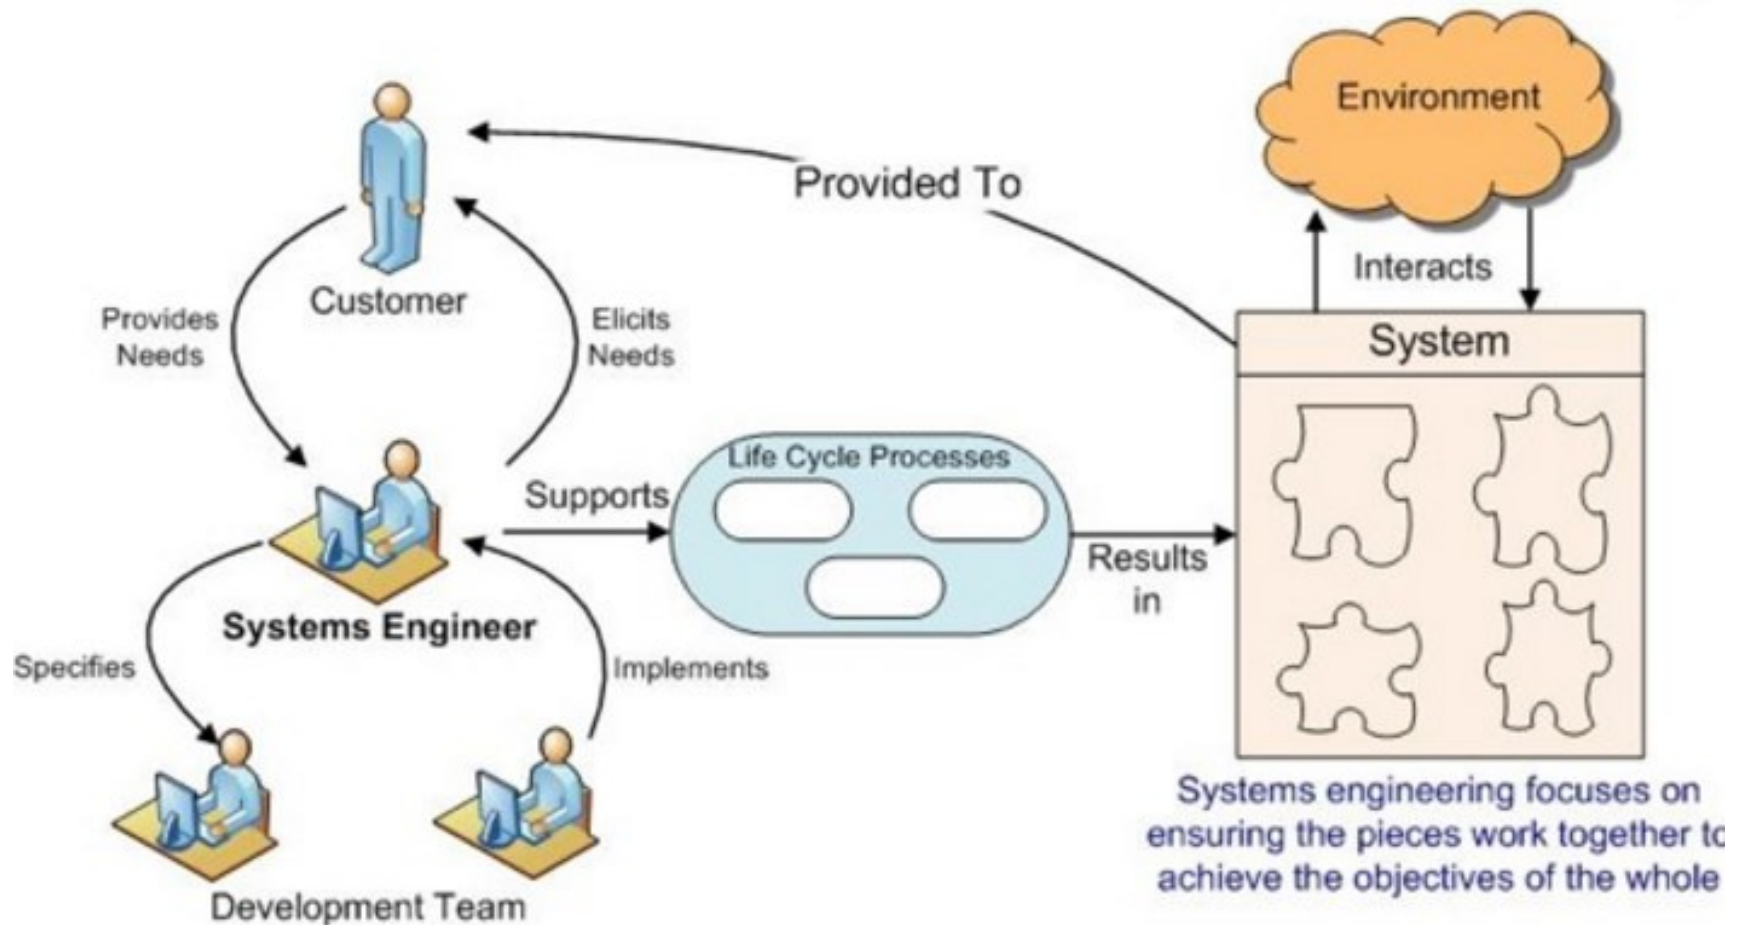 Environment
Provided To
Interacts
Customer
Provides
Needs
Elicits
Needs
System
Life Cycle Processes
Supports
Results
in
Systems Engineer
Specifies
Implements
Development Team
Systems engineering focuses on
ensuring the pieces work together to
achieve the objectives of the whole